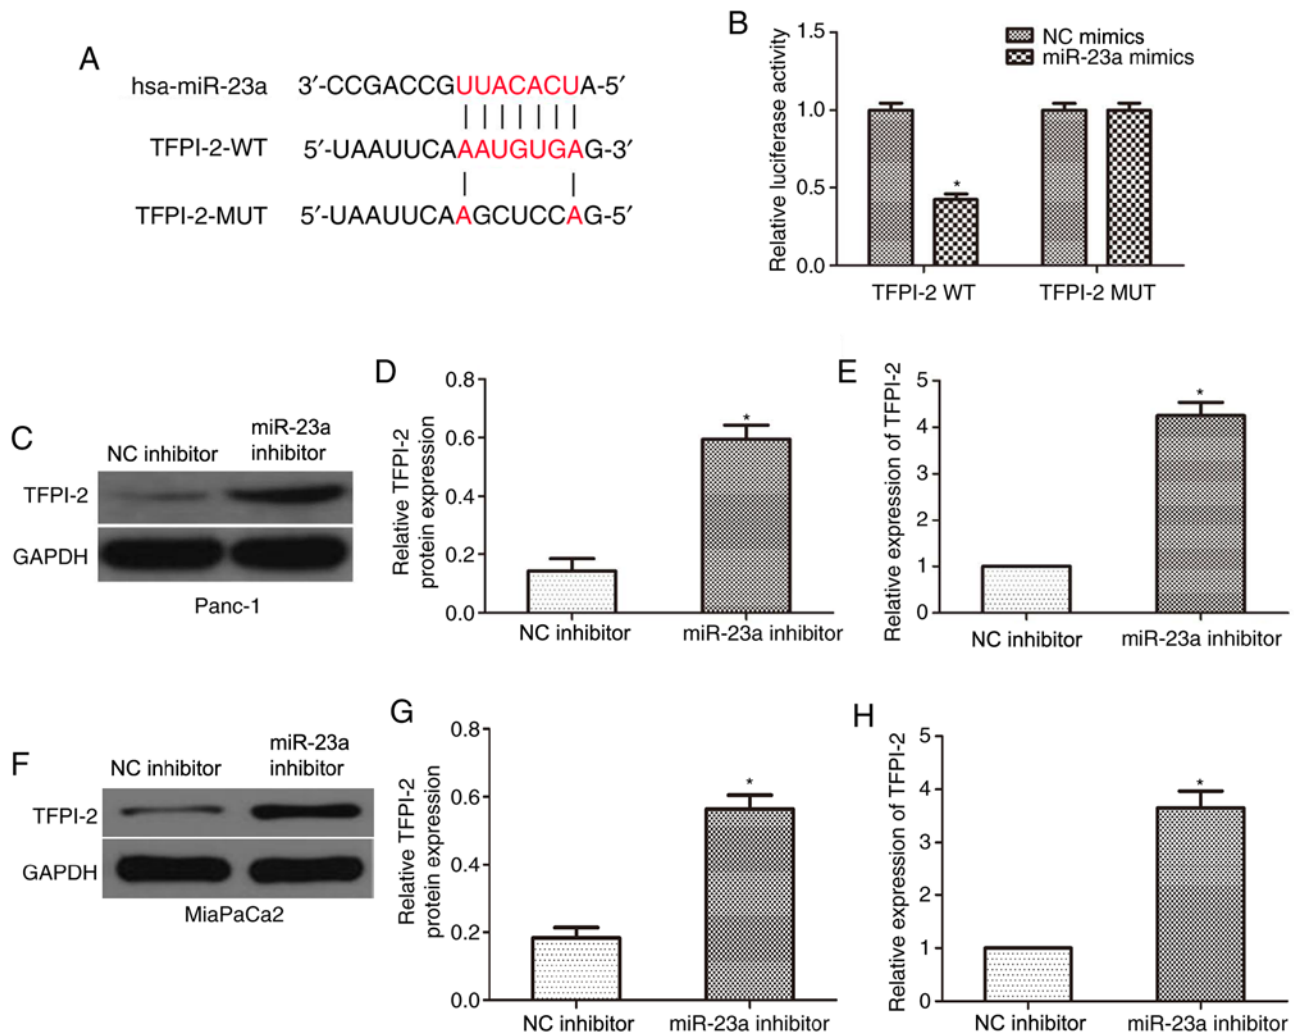 A
hsa-miR-23a 3′-CCGACCGUUACACUA-5′
TFPI-2-WT 5′-UAAUUCAAAUGUGAG-3′
TFPI-2-MUT 5′-UAAUUCAAGCUCCAG-5′
B
NC mimics
miR-23a mimics
Relative luciferase activity
1.5
1.0
0.5
0.0
*
TFPI-2 WT TFPI-2 MUT
C
NC inhibitor
miR-23a
inhibitor
TFPI-2
GAPDH
Panc-1
D
Relative TFPI-2
protein expression
0.8
0.6
0.4
0.2
0.0
*
NC inhibitor miR-23a inhibitor
E
Relative expression of TFPI-2
5
4
3
2
1
0
*
NC inhibitor miR-23a inhibitor
F
NC inhibitor
miR-23a
inhibitor
TFPI-2
GAPDH
MiaPaCa2
G
Relative TFPI-2
protein expression
0.8
0.6
0.4
0.2
0.0
*
NC inhibitor miR-23a inhibitor
H
Relative expression of TFPI-2
5
4
3
2
1
0
*
NC inhibitor miR-23a inhibitor